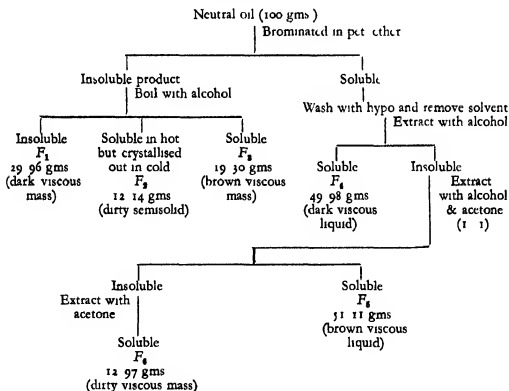 Neutral oil (100 gms)
Brominated in pet ether
Insoluble product
Boil with alcohol
Soluble
Wash with hypo and remove solvent
Extract with alcohol
Insoluble
F₁
29 96 gms
(dark viscous
mass)
Soluble in hot
but crystallised
out in cold
F₂
12 14 gms
(dirty semisolid)
Soluble
F₃
19 30 gms
(brown viscous
mass)
Soluble
F₄
49 98 gms
(dark viscous
liquid)
Insoluble
Extract
with alcohol
& acetone
(1 1)
Insoluble
Extract with
acetone
Soluble
F₅
51 11 gms
(brown viscous
liquid)
Soluble
F₆
12 97 gms
(dirty viscous mass)